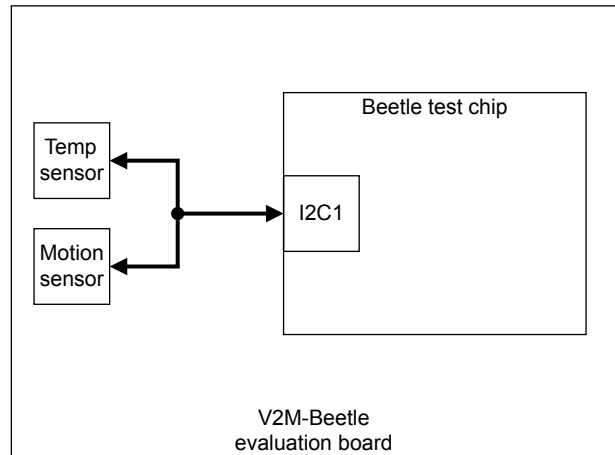 Beetle test chip
Temp
sensor
I2C1
Motion
sensor
V2M-Beetle
evaluation board